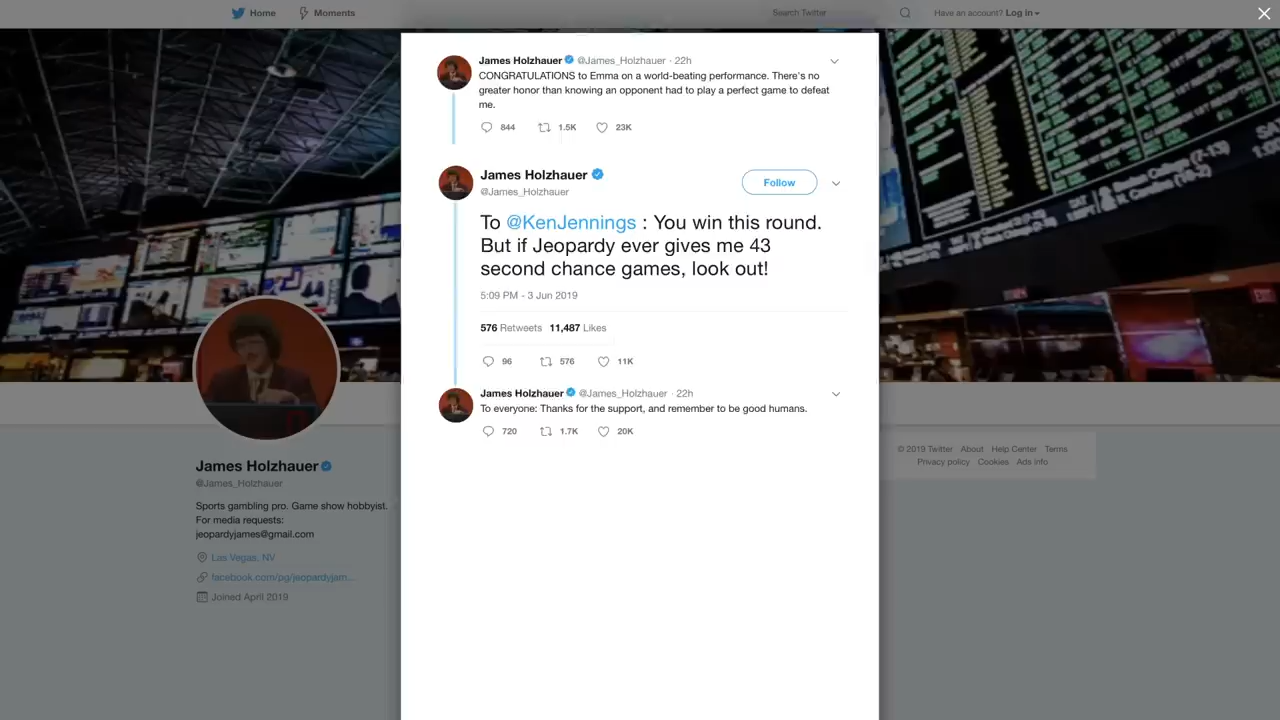 Home
Moments
Search Twitter
Have an account? Log in
James Holzhauer @James_Holzhauer · 22h
CONGRATULATIONS to Emma on a world-beating performance. There's no
greater honor than knowing an opponent had to play a perfect game to defeat
me.
844 1.5K 23K
James Holzhauer
@James_Holzhauer
Follow
To @KenJennings : You win this round.
But if Jeopardy ever gives me 43
second chance games, look out!
5:09 PM - 3 Jun 2019
576 Retweets 11,487 Likes
96 576 11K
James Holzhauer @James_Holzhauer · 22h
To everyone: Thanks for the support, and remember to be good humans.
720 1.7K 20K
James Holzhauer
@James_Holzhauer
Sports gambling pro. Game show hobbyist.
For media requests:
jeopardyjames@gmail.com
Las Vegas, NV
facebook.com/pg/jeopardyjam...
Joined April 2019
© 2019 Twitter About Help Center Terms
Privacy policy Cookies Ads info